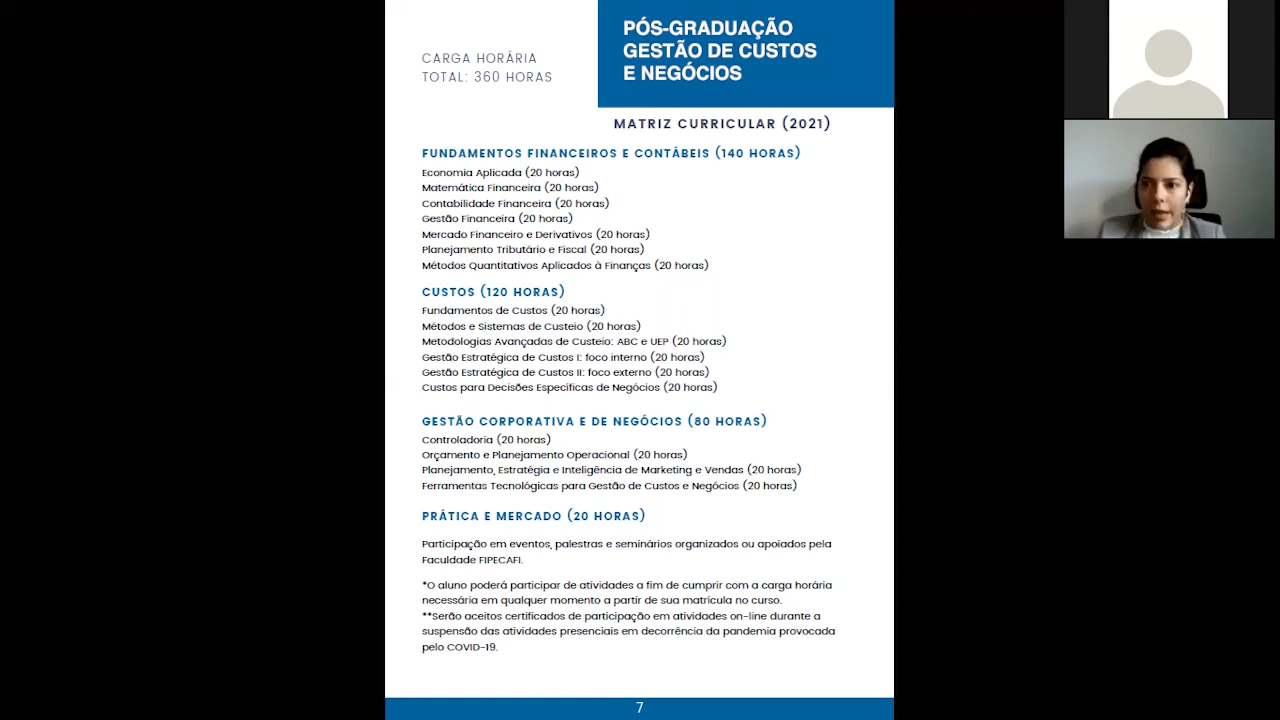 CARGA HORÁRIA
TOTAL: 360 HORAS
PÓS-GRADUAÇÃO
GESTÃO DE CUSTOS
E NEGÓCIOS
MATRIZ CURRICULAR (2021)
FUNDAMENTOS FINANCEIROS E CONTÁBEIS (140 HORAS)
Economia Aplicada (20 horas)
Matemática Financeira (20 horas)
Contabilidade Financeira (20 horas)
Gestão Financeira (20 horas)
Mercado Financeiro e Derivativos (20 horas)
Planejamento Tributário e Fiscal (20 horas)
Métodos Quantitativos Aplicados à Finanças (20 horas)
CUSTOS (120 HORAS)
Fundamentos de Custos (20 horas)
Métodos e Sistemas de Custeio (20 horas)
Metodologias Avançadas de Custeio: ABC e UEP (20 horas)
Gestão Estratégica de Custos I: foco interno (20 horas)
Gestão Estratégica de Custos II: foco externo (20 horas)
Custos para Decisões Específicas de Negócios (20 horas)
GESTÃO CORPORATIVA E DE NEGÓCIOS (80 HORAS)
Controladoria (20 horas)
Orçamento e Planejamento Operacional (20 horas)
Planejamento, Estratégia e Inteligência de Marketing e Vendas (20 horas)
Ferramentas Tecnológicas para Gestão de Custos e Negócios (20 horas)
PRÁTICA E MERCADO (20 HORAS)
Participação em eventos, palestras e seminários organizados ou apoiados pela
Faculdade FIPECAFI.
*O aluno poderá participar de atividades a fim de cumprir com a carga horária
necessária em qualquer momento a partir de sua matrícula no curso.
**Serão aceitos certificados de participação em atividades on-line durante a
suspensão das atividades presenciais em decorrência da pandemia provocada
pelo COVID-19.
7